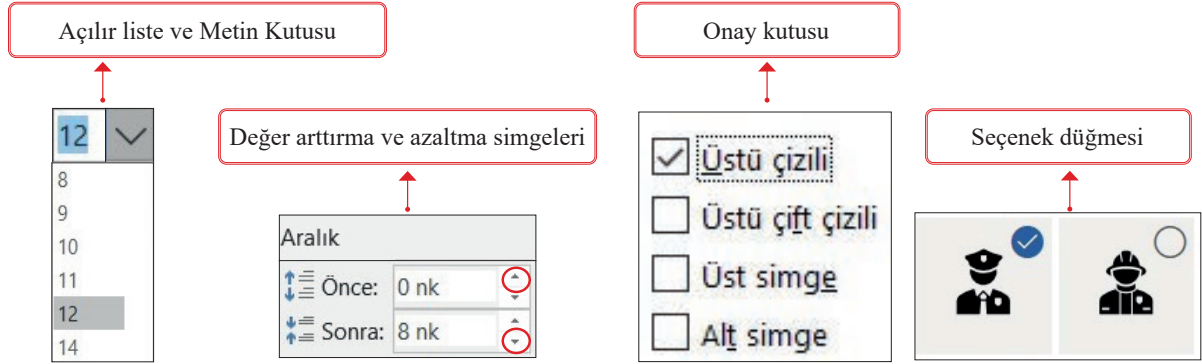 Açılır liste ve Metin Kutusu
12
8
9
10
11
12
14
Değer arttırma ve azaltma simgeleri
Aralık
Önce: 0 nk
Sonra: 8 nk
Onay kutusu
Üstü çizili
Üstü çift çizili
Üst simge
Alt simge
Seçenek düğmesi